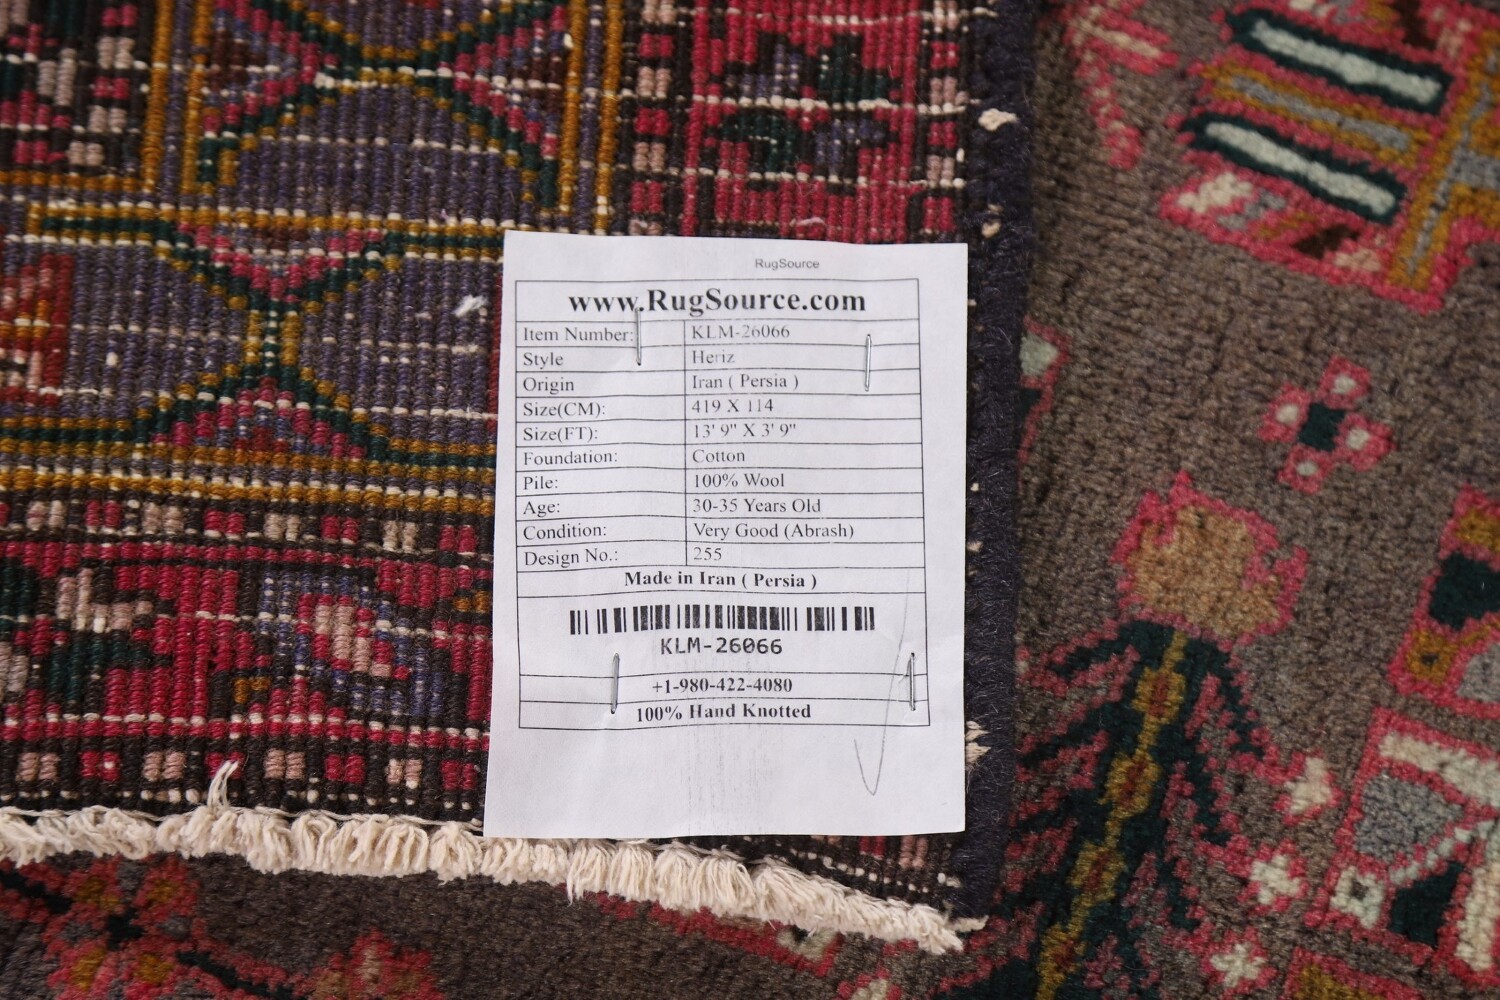 RugSource
www.RugSource.com
Item Number: KLM-26066
Style Heriz
Origin Iran ( Persia )
Size(CM): 419 X 114
Size(FT): 13' 9" X 3' 9"
Foundation: Cotton
Pile: 100% Wool
Age: 30-35 Years Old
Condition: Very Good (Abrash)
Design No.: 255
Made in Iran ( Persia )
KLM-26066
+1-980-422-4080
100% Hand Knotted